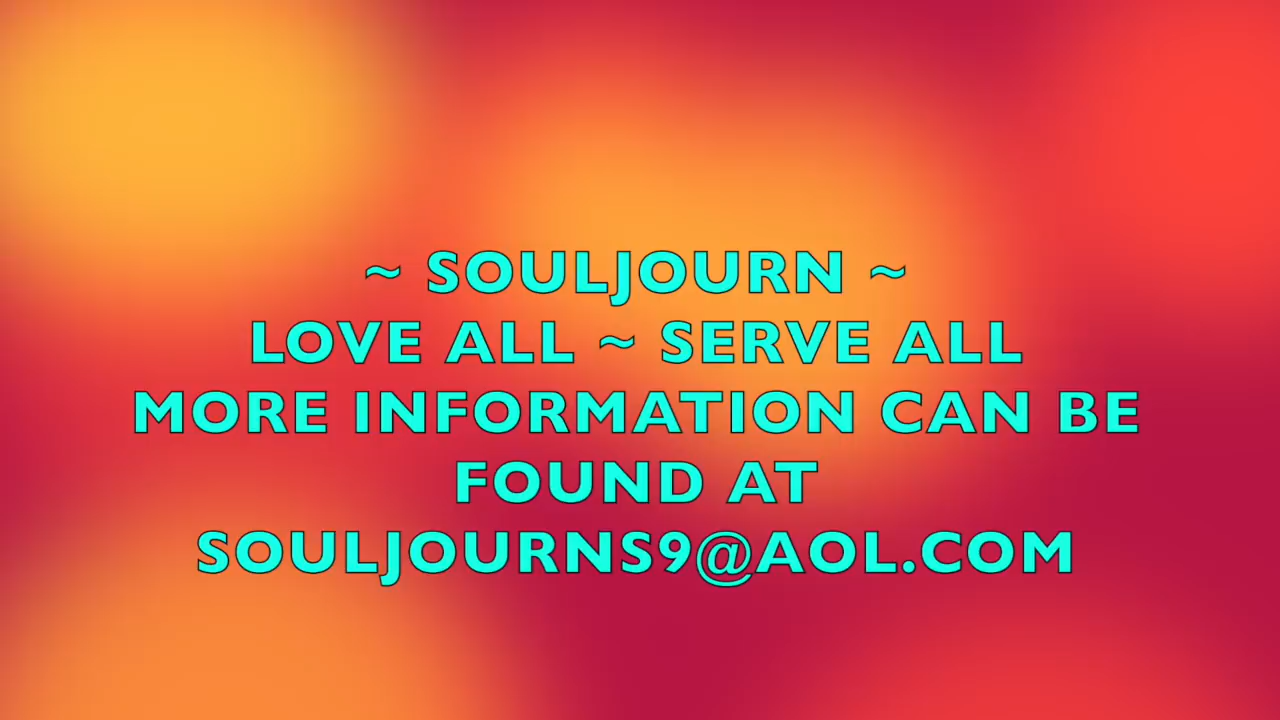 ~ SOULJOURN ~
LOVE ALL ~ SERVE ALL
MORE INFORMATION CAN BE
FOUND AT
SOULJOURNS9@AOL.COM